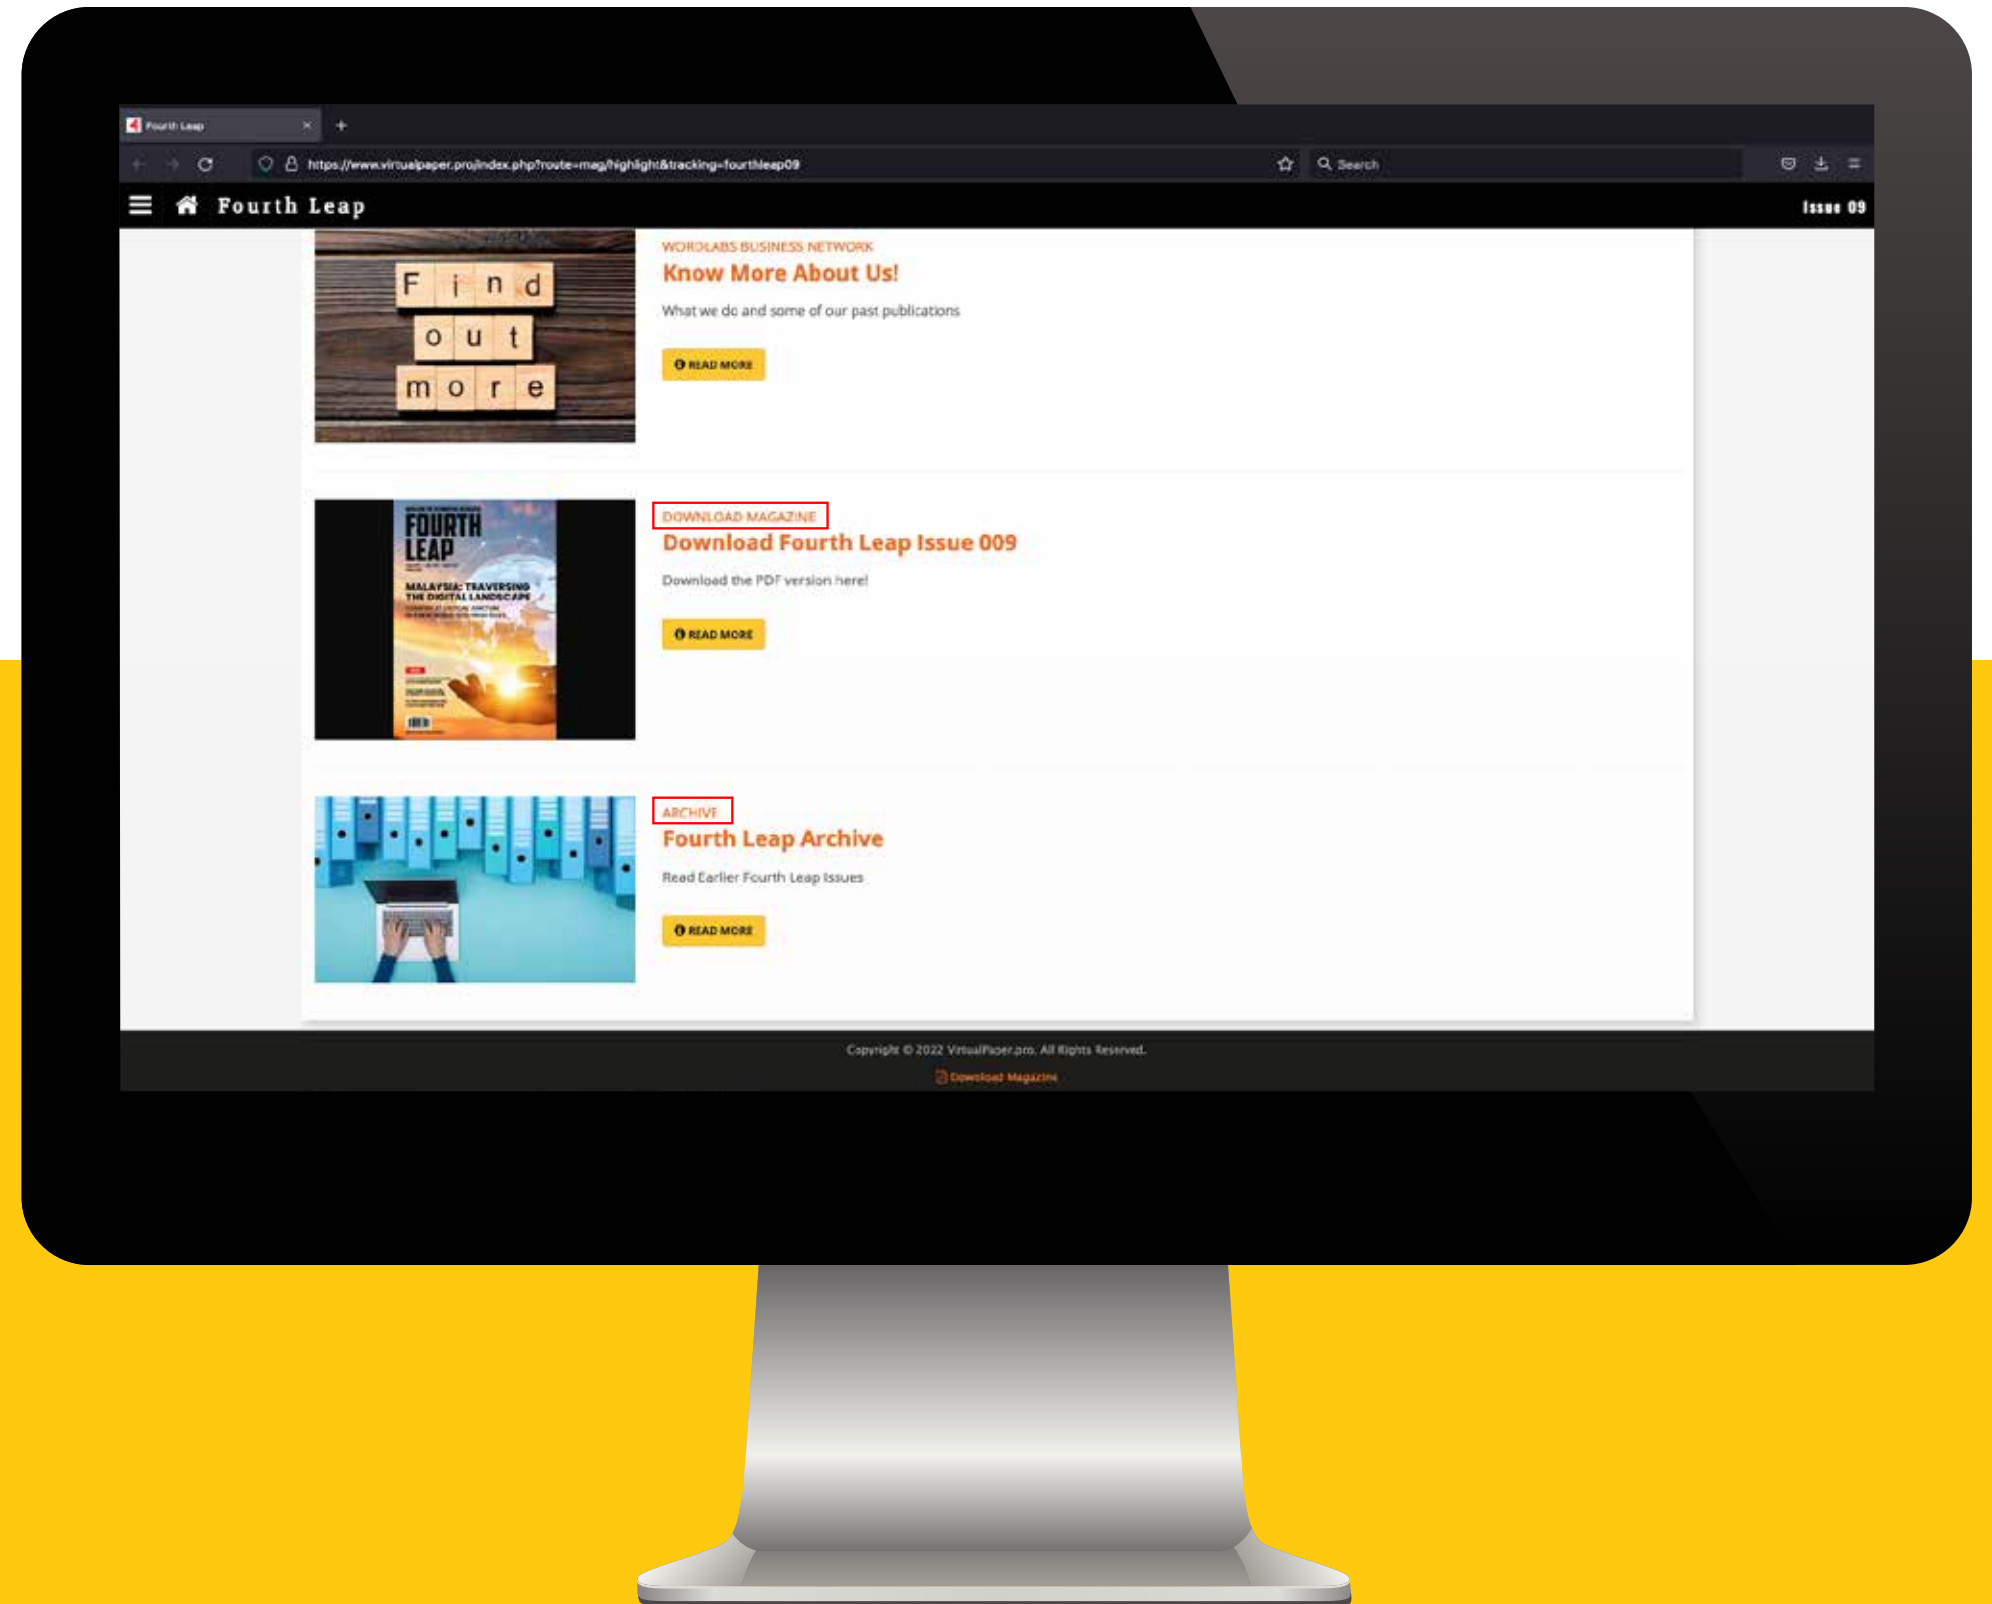 Fourth Leap
https://www.virtualpaper.pro/index.php?route=mag/highlight&tracking=fourthleap09
Search
Fourth Leap
Issue 09
Find
out
more
WORDLABS BUSINESS NETWORK
Know More About Us!
What we do and some of our past publications
READ MORE
FOURTH
LEAP
MALAYSIA: TRAVERSING
THE DIGITAL LANDSCAPE
DOWNLOAD MAGAZINE
Download Fourth Leap Issue 009
Download the PDF version here!
READ MORE
ARCHIVE
Fourth Leap Archive
Read Earlier Fourth Leap Issues
READ MORE
Copyright © 2022 VirtualPaper.pro. All Rights Reserved.
Download Magazine